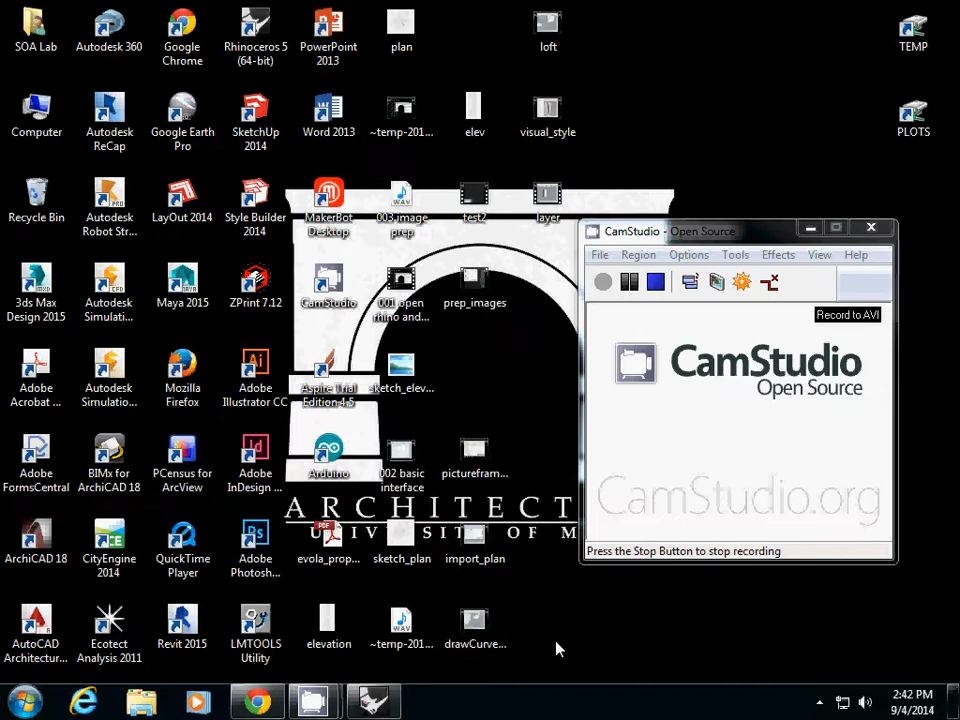 SOA Lab
Autodesk 360
Google
Chrome
Rhinoceros 5
(64-bit)
PowerPoint
2013
plan
loft
TEMP
Computer
Autodesk
ReCap
Google Earth
Pro
SketchUp
2014
Word 2013
~temp-201...
elev
visual_style
PLOTS
Recycle Bin
Autodesk
Robot Str...
LayOut 2014
Style Builder
2014
MakerBot
Desktop
003 image
prep
test2
layer
3ds Max
Design 2015
Autodesk
Simulati...
Maya 2015
ZPrint 7.12
CamStudio
001 open
rhino and...
prep_images
Adobe
Acrobat ...
Autodesk
Simulatio...
Mozilla
Firefox
Adobe
Illustrator CC
Aspire Trial
Edition 4.5
sketch_elev...
Adobe
FormsCentral
BIMx for
ArchiCAD 18
PCensus for
ArcView
Adobe
InDesign ...
Arduino
002 basic
interface
picturefram...
ARCHITECT
ArchiCAD 18
CityEngine
2014
QuickTime
Player
Adobe
Photosh...
evola_prop...
sketch_plan
import_plan
AutoCAD
Architectur...
Ecotect
Analysis 2011
Revit 2015
LMTOOLS
Utility
elevation
~temp-201...
drawCurve...
CamStudio - Open Source
File Region Options Tools Effects View Help
Record to AVI
CamStudio
Open Source
CamStudio.org
Press the Stop Button to stop recording
2:42 PM
9/4/2014